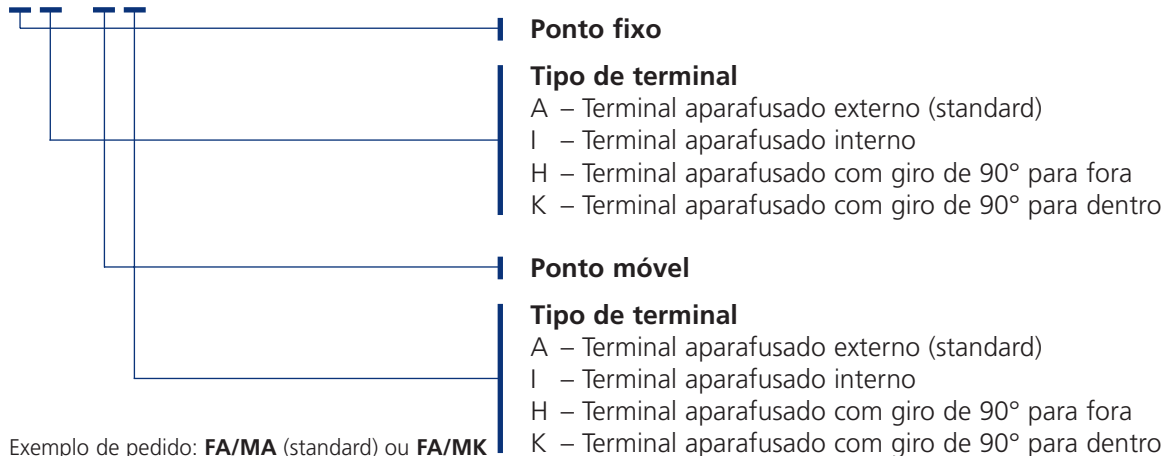 Ponto fixo
Tipo de terminal
A – Terminal aparafusado externo (standard)
I – Terminal aparafusado interno
H – Terminal aparafusado com giro de 90° para fora
K – Terminal aparafusado com giro de 90° para dentro
Ponto móvel
Tipo de terminal
A – Terminal aparafusado externo (standard)
I – Terminal aparafusado interno
H – Terminal aparafusado com giro de 90° para fora
K – Terminal aparafusado com giro de 90° para dentro
Exemplo de pedido: FA/MA (standard) ou FA/MK